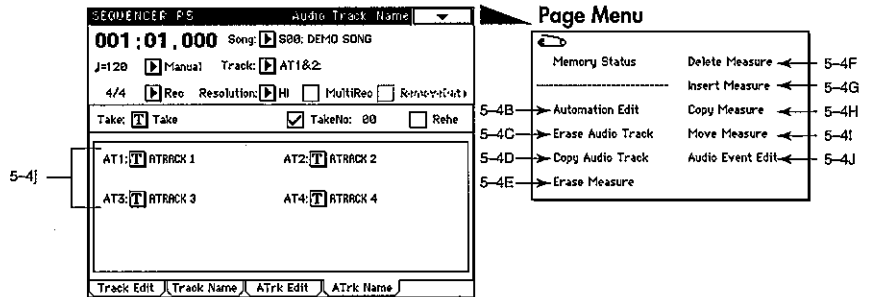 SEQUENCER P5 Audio Track Name
001:01.000 Song: S00: DEMO SONG
♩=120 Manual Track: AT1&2:
4/4 Rec Resolution: HI MultiRec
Take: T Take TakeNo: 00 Rehe
5-4j
AT1: T ATRACK 1 AT2: T ATRACK 2
AT3: T ATRACK 3 AT4: T ATRACK 4
Track Edit Track Name ATrk Edit ATrk Name
Page Menu
Memory Status Delete Measure 5-4F
Insert Measure 5-4G
5-4B Automation Edit Copy Measure 5-4H
5-4C Erase Audio Track Move Measure 5-4I
5-4D Copy Audio Track Audio Event Edit 5-4J
5-4E Erase Measure